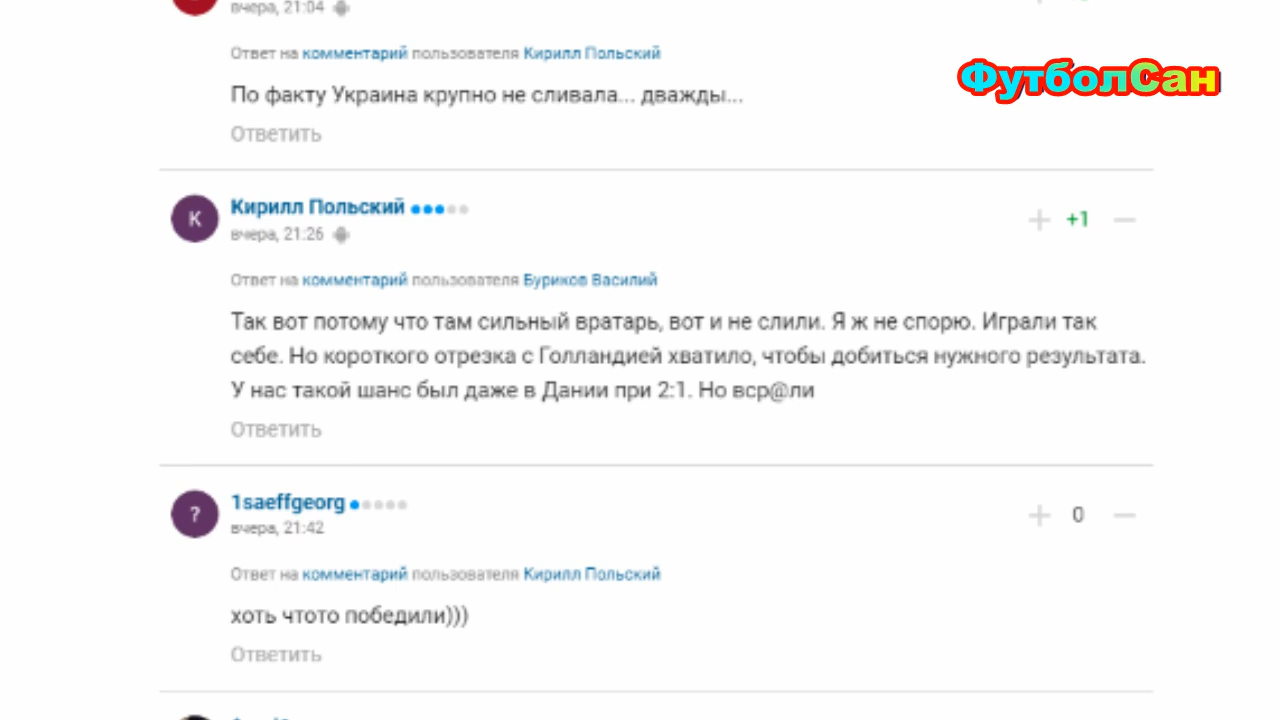 вчера, 21:04
Ответ на комментарий пользователя Кирилл Польский
ФутболСан
По факту Украина крупно не сливала... дважды...
Ответить
К
Кирилл Польский
вчера, 21:26
+1
Ответ на комментарий пользователя Буриков Василий
Так вот потому что там сильный вратарь, вот и не слили. Я ж не спорю. Играли так
себе. Но короткого отрезка с Голландией хватило, чтобы добиться нужного результата.
У нас такой шанс был даже в Дании при 2:1. Но вср@ли
Ответить
?
1saeffgeorg
вчера, 21:42
0
Ответ на комментарий пользователя Кирилл Польский
хоть чтото победили)))
Ответить